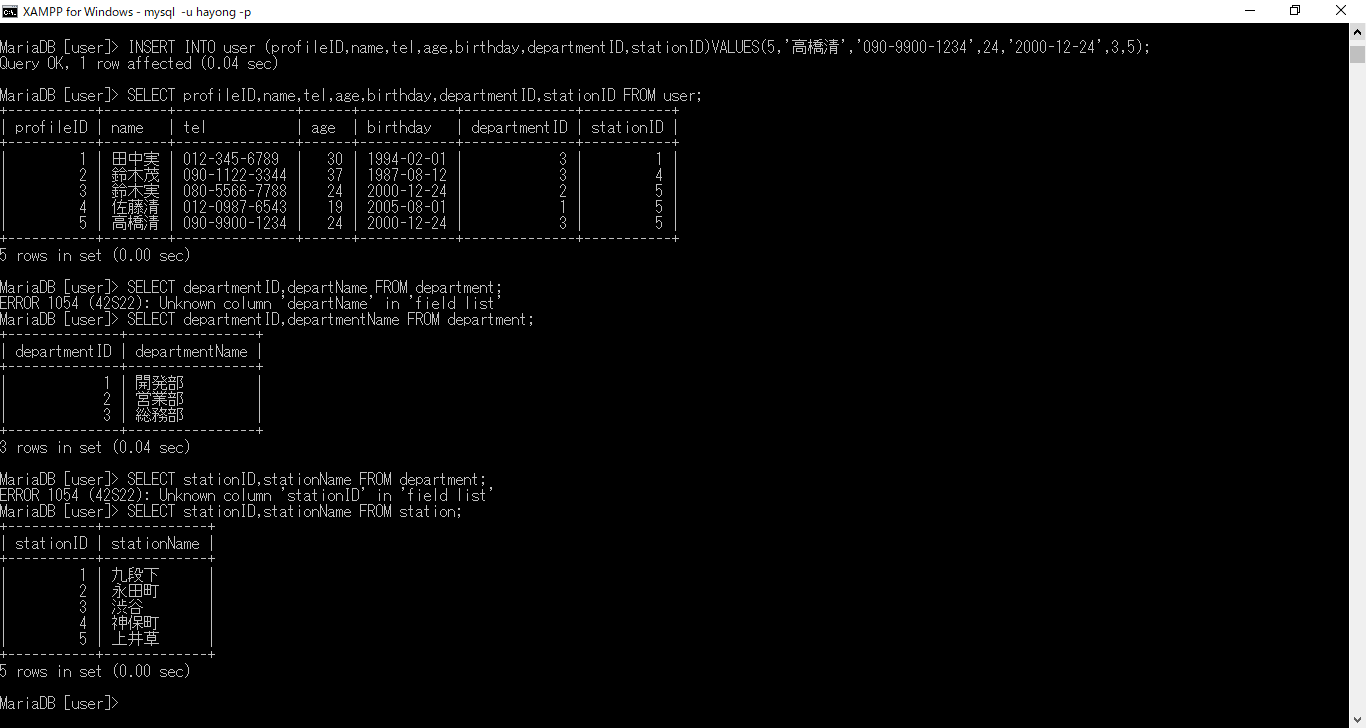 XAMPP for Windows - mysql -u hayong -p
MariaDB [user]> INSERT INTO user (profileID,name,tel,age,birthday,departmentID,stationID)VALUES(5,'高橋清','090-9900-1234',24,'2000-12-24',3,5);
Query OK, 1 row affected (0.04 sec)
MariaDB [user]> SELECT profileID,name,tel,age,birthday,departmentID,stationID FROM user;
+-----------+--------+---------------+------+------------+--------------+-----------+
| profileID | name   | tel           | age  | birthday   | departmentID | stationID |
+-----------+--------+---------------+------+------------+--------------+-----------+
|         1 | 田中実 | 012-345-6789  |   30 | 1994-02-01 |            3 |         1 |
|         2 | 鈴木茂 | 090-1122-3344 |   37 | 1987-08-12 |            3 |         4 |
|         3 | 鈴木実 | 080-5566-7788 |   24 | 2000-12-24 |            2 |         5 |
|         4 | 佐藤清 | 012-0987-6543 |   19 | 2005-08-01 |            1 |         5 |
|         5 | 高橋清 | 090-9900-1234 |   24 | 2000-12-24 |            3 |         5 |
+-----------+--------+---------------+------+------------+--------------+-----------+
5 rows in set (0.00 sec)
MariaDB [user]> SELECT departmentID,departName FROM department;
ERROR 1054 (42S22): Unknown column 'departName' in 'field list'
MariaDB [user]> SELECT departmentID,departmentName FROM department;
+--------------+----------------+
| departmentID | departmentName |
+--------------+----------------+
|            1 | 開発部         |
|            2 | 営業部         |
|            3 | 総務部         |
+--------------+----------------+
3 rows in set (0.04 sec)
MariaDB [user]> SELECT stationID,stationName FROM department;
ERROR 1054 (42S22): Unknown column 'stationID' in 'field list'
MariaDB [user]> SELECT stationID,stationName FROM station;
+-----------+-------------+
| stationID | stationName |
+-----------+-------------+
|         1 | 九段下      |
|         2 | 永田町      |
|         3 | 渋谷        |
|         4 | 神保町      |
|         5 | 上井草      |
+-----------+-------------+
5 rows in set (0.00 sec)
MariaDB [user]>